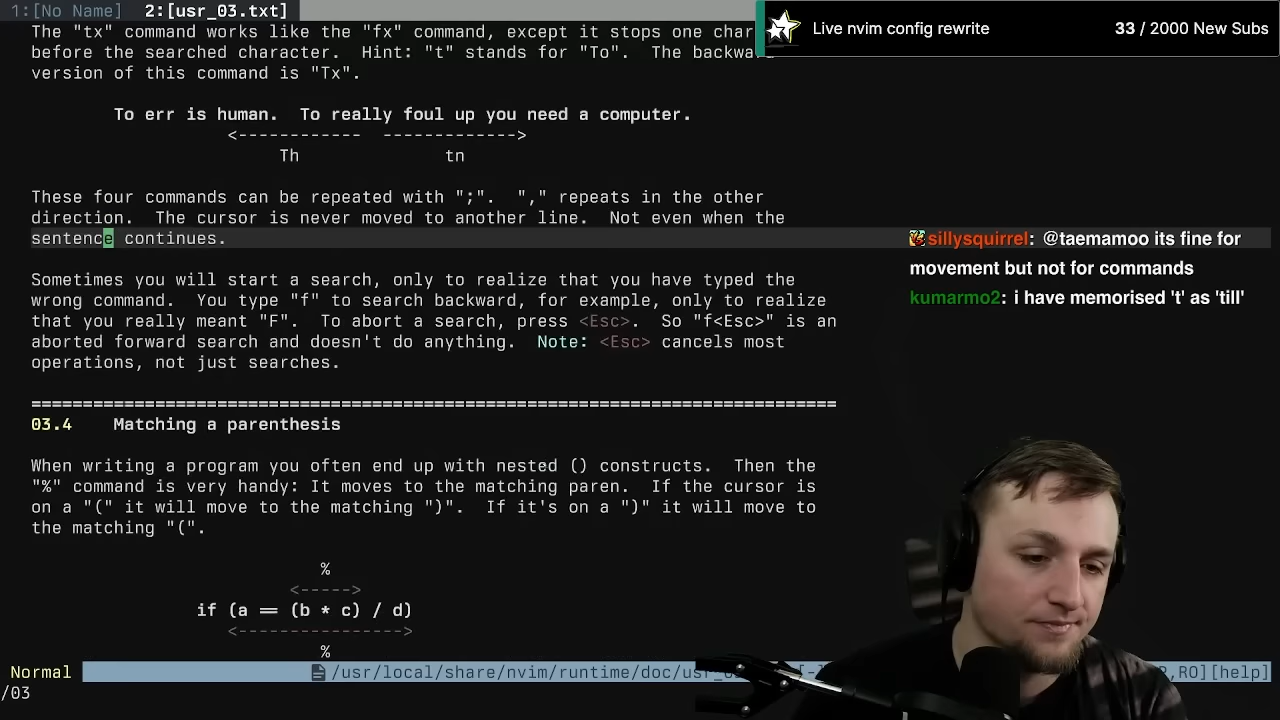 1:[No Name]  2:[usr_03.txt]
Live nvim config rewrite 33 / 2000 New Subs
The "tx" command works like the "fx" command, except it stops one
before the searched character.  Hint: "t" stands for "To".  The
version of this command is "Tx".
To err is human.  To really foul up you need a computer.
<------------  ------------->
Th tn
These four commands can be repeated with ";".  "," repeats in the other
direction.  The cursor is never moved to another line.  Not even when the
sentence continues.
sillysquirrel: @taemamoo its fine for
movement but not for commands
kumarmo2: i have memorised 't' as 'till'
Sometimes you will start a search, only to realize that you have typed the
wrong command.  You type "f" to search backward, for example, only to realize
that you really meant "F".  To abort a search, press <Esc>.  So "f<Esc>" is an
aborted forward search and doesn't do anything.  Note: <Esc> cancels most
operations, not just searches.
==============================================================================
03.4    Matching a parenthesis
When writing a program you often end up with nested () constructs.  Then the
"%" command is very handy: It moves to the matching paren.  If the cursor is
on a "(" it will move to the matching ")".  If it's on a ")" it will move to
the matching "(".
%
<----->
if (a == (b * c) / d)
<---------------->
%
Normal /usr/local/share/nvim/runtime/doc/ ,RO][help]
/03